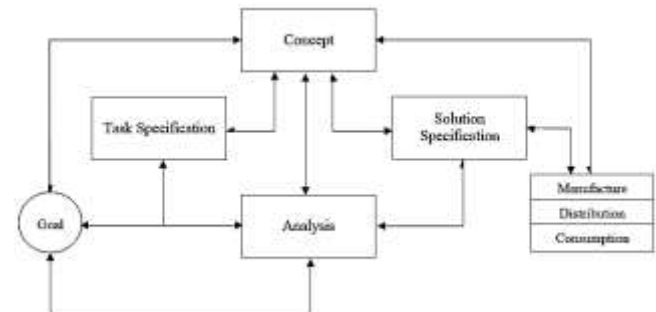 Concept
Task Specification
Solution
Specification
Manufacture
Distribution
Consumption
Goal
Analysis